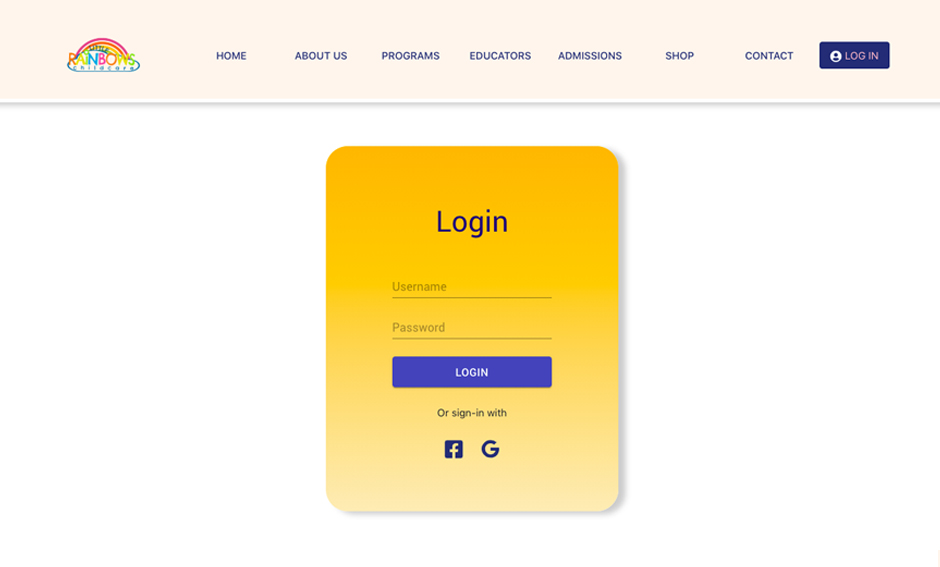 LITTLE
RAINBOWS
childcare
HOME ABOUT US PROGRAMS EDUCATORS ADMISSIONS SHOP CONTACT LOG IN
Login
Username
Password
LOGIN
Or sign-in with